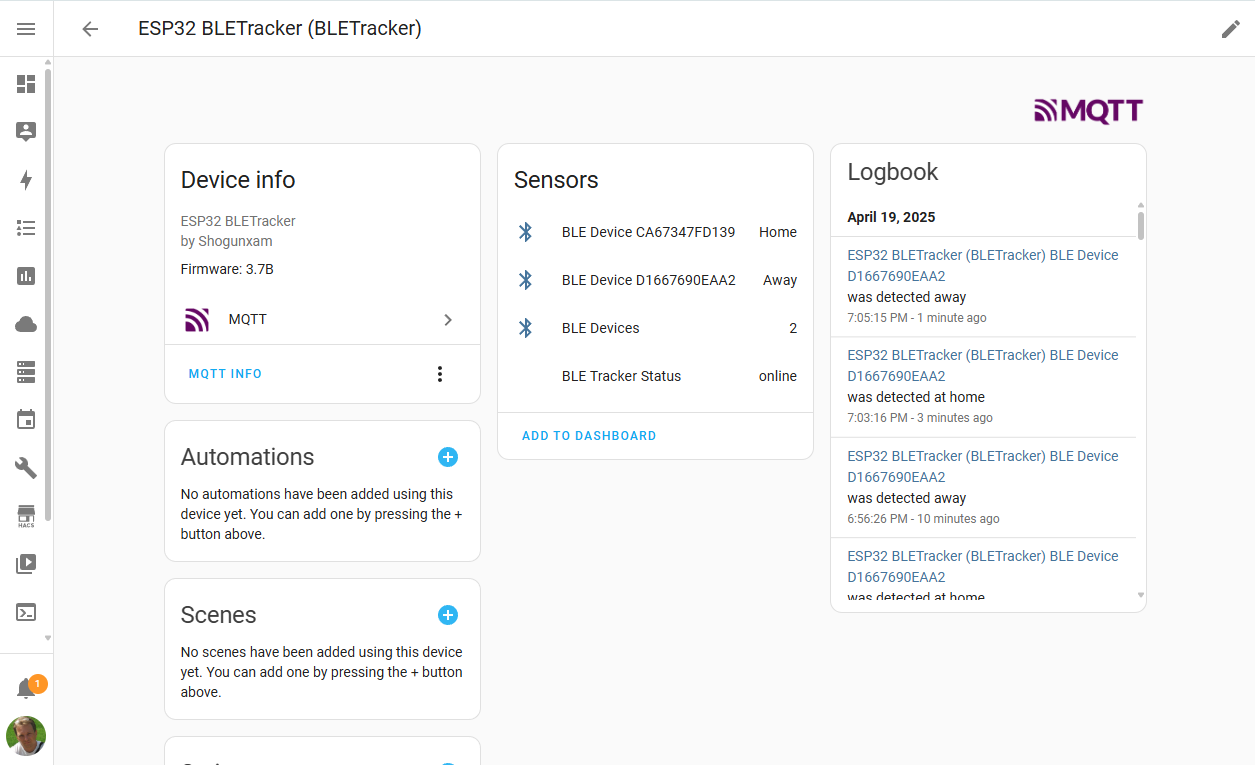 ESP32 BLETracker (BLETracker)
MQTT
Device info
ESP32 BLETracker
by Shogunxam
Firmware: 3.7B
MQTT
MQTT INFO
Automations
No automations have been added using this
device yet. You can add one by pressing the +
button above.
Scenes
No scenes have been added using this device
yet. You can add one by pressing the + button
above.
Sensors
BLE Device CA67347FD139 Home
BLE Device D1667690EAA2 Away
BLE Devices 2
BLE Tracker Status online
ADD TO DASHBOARD
Logbook
April 19, 2025
ESP32 BLETracker (BLETracker) BLE Device
D1667690EAA2
was detected away
7:05:15 PM - 1 minute ago
ESP32 BLETracker (BLETracker) BLE Device
D1667690EAA2
was detected at home
7:03:16 PM - 3 minutes ago
ESP32 BLETracker (BLETracker) BLE Device
D1667690EAA2
was detected away
6:56:26 PM - 10 minutes ago
ESP32 BLETracker (BLETracker) BLE Device
D1667690EAA2
was detected at home
HACS
1